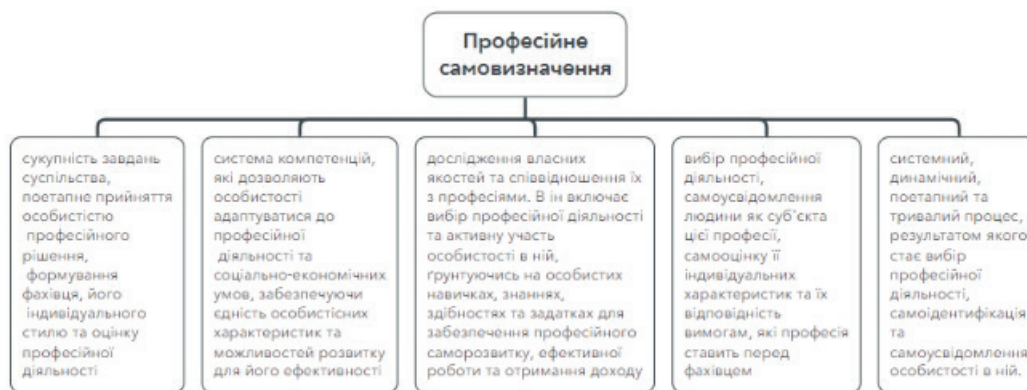 Професійне
самовизначення
сукупність завдань
суспільства,
поетапне прийняття
особистістю
професійного
рішення,
формування
фахівця, його
індивідуального
стилю та оцінку
професійної
діяльності
система компетенцій,
які дозволяють
особистості
адаптуватися до
професійної
діяльності та
соціально-економічних
умов, забезпечуючи
єдність особистісних
характеристик та
можливостей розвитку
для його ефективності
дослідження власних
якостей та співвідношення їх
з професіями. В ін включає
вибір професійної діяльності
та активну участь
особистості в ній,
ґрунтуючись на особистих
навичках, знаннях,
здібностях та задатках для
забезпечення професійного
саморозвитку, ефективної
роботи та отримання доходу
вибір професійної
діяльності,
самоусвідомлення
людини як суб'єкта
цієї професії,
самооцінку її
індивідуальних
характеристик та їх
відповідність
вимогам, які професія
ставить перед
фахівцем
системний,
динамічний,
поетапний та
тривалий процес,
результатом якого
стає вибір
професійної
діяльності,
самоідентифікація
та
самоусвідомлення
особистості в ній.